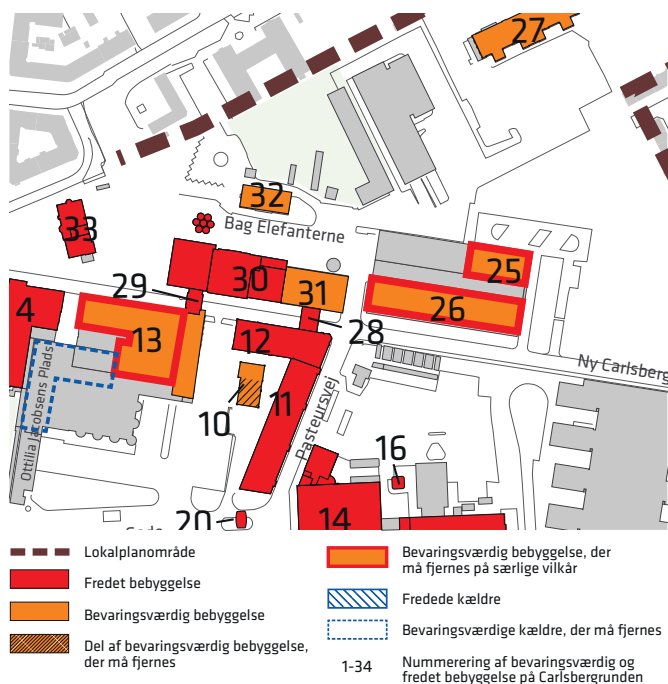 27
32
33
Bag Elefanterne
25
29
30
31
26
4
13
12
28
Ny Carlsberg
10
11
Pasteursvej
Ottilia Jacobsens Plads
16
20
14
Lokalplanområde
Fredet bebyggelse
Bevaringsværdig bebyggelse
Del af bevaringsværdig bebyggelse,
der må fjernes
Bevaringsværdig bebyggelse, der
må fjernes på særlige vilkår
Fredede kældre
Bevaringsværdige kældre, der må fjernes
1-34
Nummerering af bevaringsværdig og
fredet bebyggelse på Carlsbergrunden